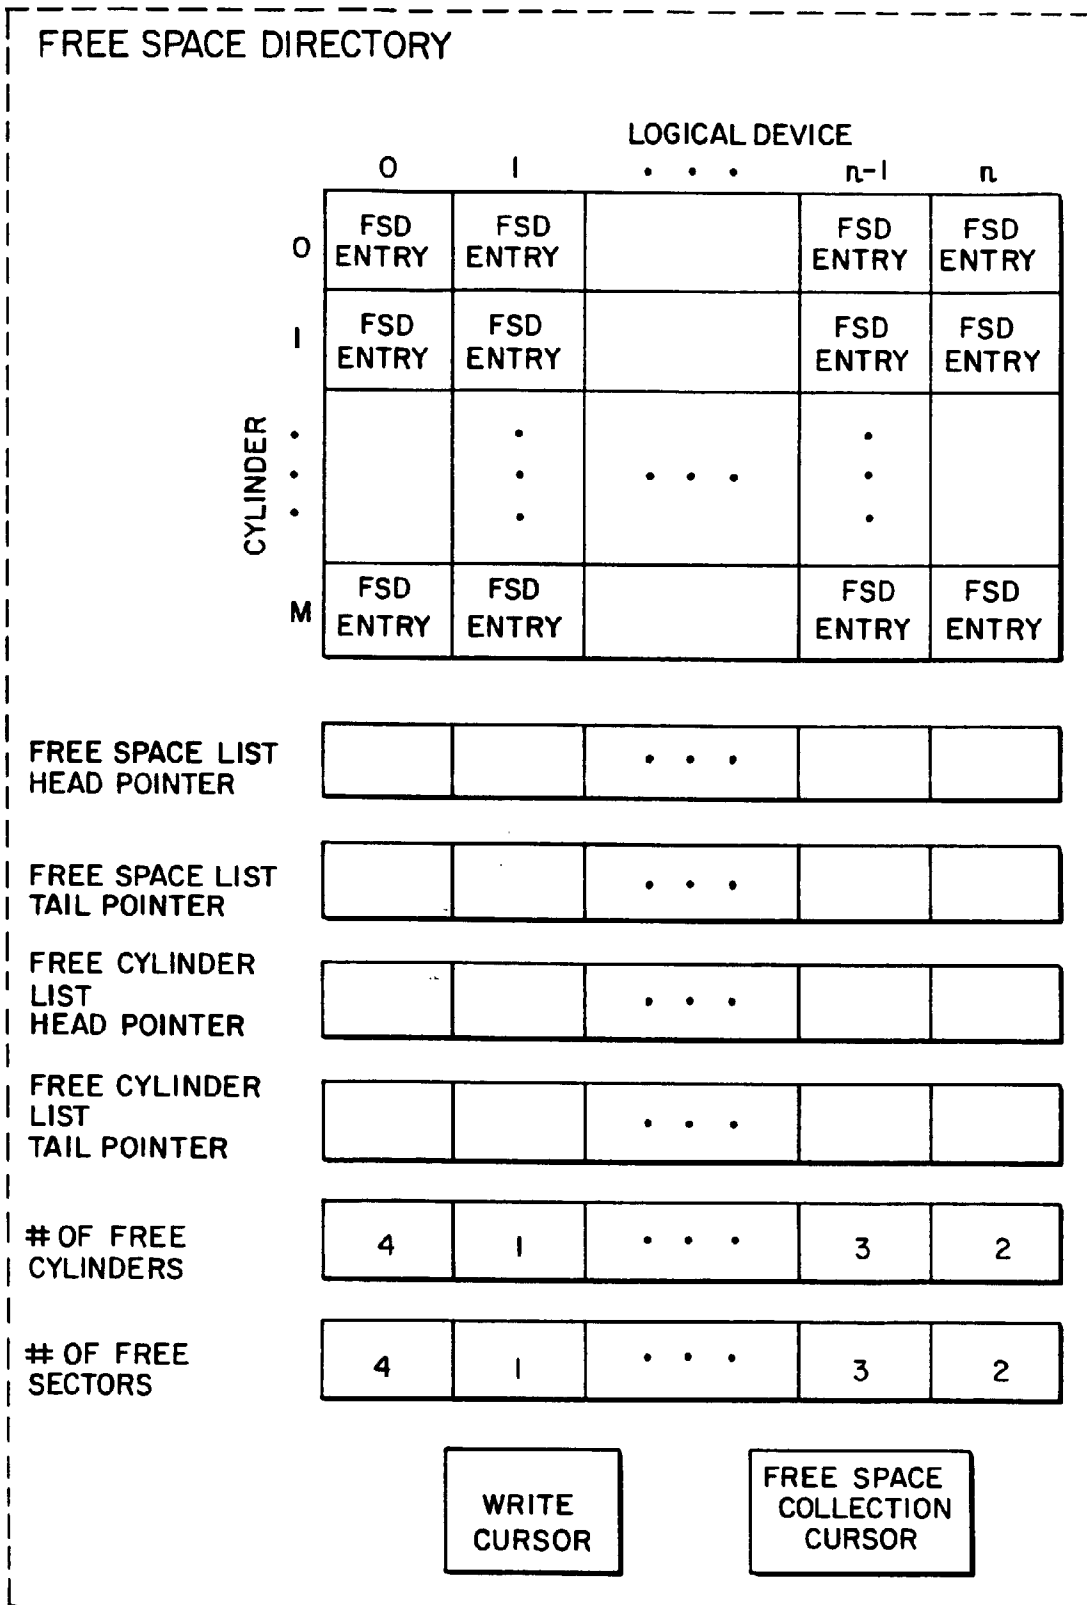 FREE SPACE DIRECTORY
LOGICAL DEVICE
0 1 • • • n-1 n
0 FSD ENTRY FSD ENTRY FSD ENTRY FSD ENTRY
1 FSD ENTRY FSD ENTRY FSD ENTRY FSD ENTRY
CYLINDER • • • • • • • • • • • •
M FSD ENTRY FSD ENTRY FSD ENTRY FSD ENTRY
FREE SPACE LIST
HEAD POINTER
• • •
FREE SPACE LIST
TAIL POINTER
• • •
FREE CYLINDER
LIST
HEAD POINTER
• • •
FREE CYLINDER
LIST
TAIL POINTER
• • •
# OF FREE
CYLINDERS
4 1 • • • 3 2
# OF FREE
SECTORS
4 1 • • • 3 2
WRITE
CURSOR
FREE SPACE
COLLECTION
CURSOR